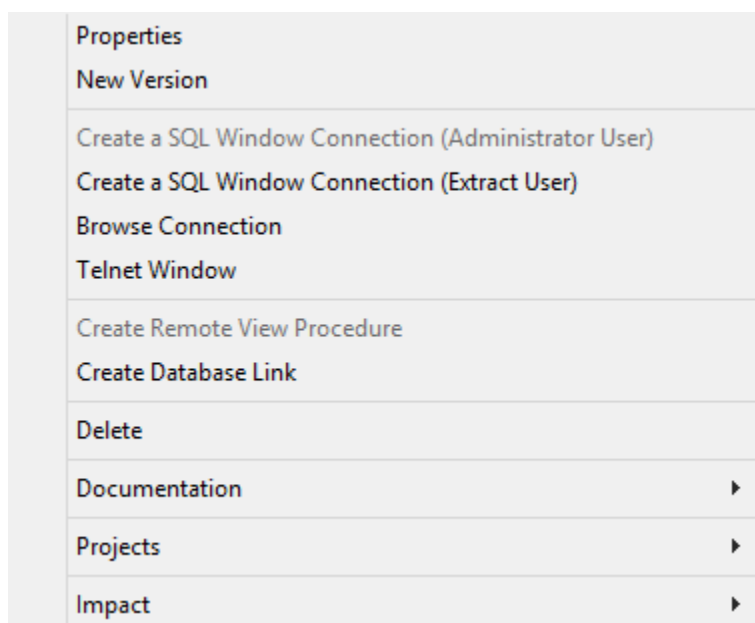 Properties
New Version
Create a SQL Window Connection (Administrator User)
Create a SQL Window Connection (Extract User)
Browse Connection
Telnet Window
Create Remote View Procedure
Create Database Link
Delete
Documentation
Projects
Impact